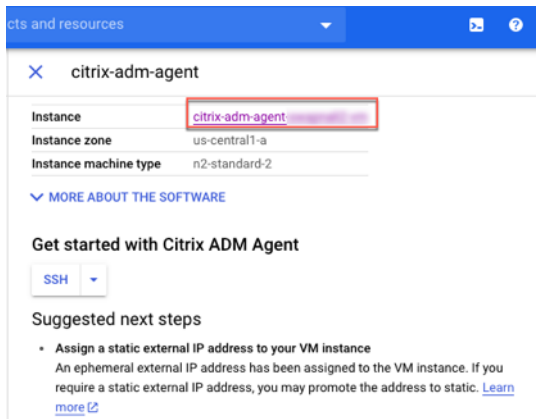 cts and resources
citrix-adm-agent
Instance citrix-adm-agent-
Instance zone us-central1-a
Instance machine type n2-standard-2
MORE ABOUT THE SOFTWARE
Get started with Citrix ADM Agent
SSH
Suggested next steps
• Assign a static external IP address to your VM instance
An ephemeral external IP address has been assigned to the VM instance. If you
require a static external IP address, you may promote the address to static. Learn
more